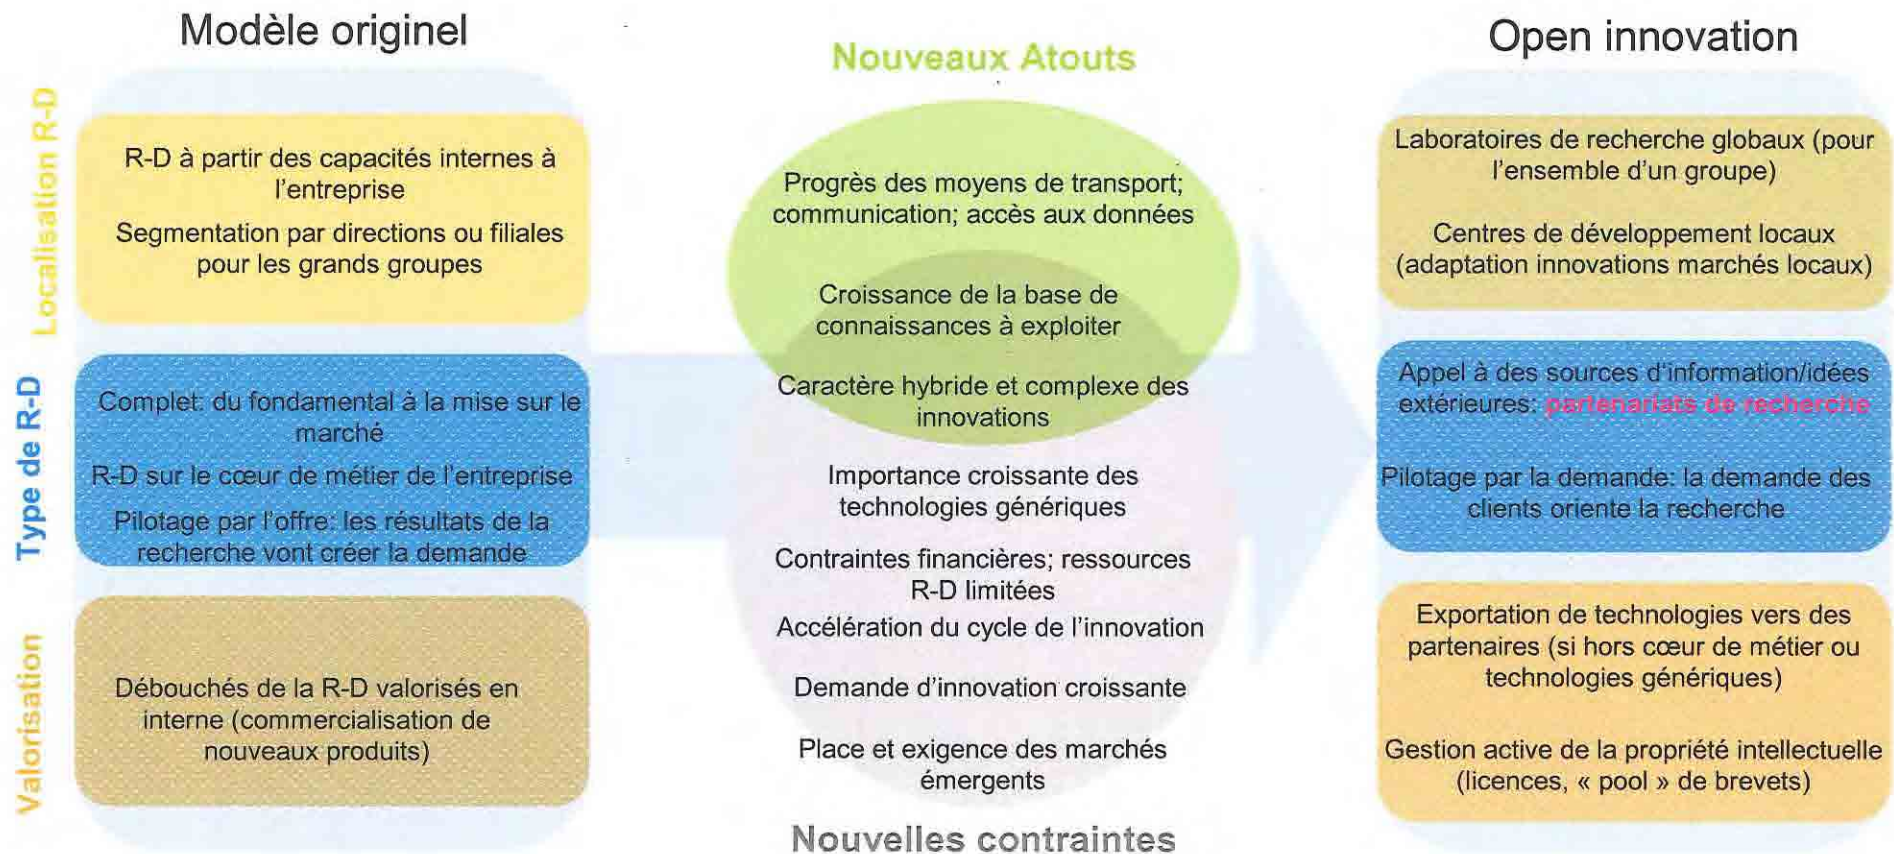 Modèle originel
Localisation R-D
R-D à partir des capacités internes à
l'entreprise
Segmentation par directions ou filiales
pour les grands groupes
Type de R-D
Complet: du fondamental à la mise sur le
marché
R-D sur le cœur de métier de l'entreprise
Pilotage par l'offre: les résultats de la
recherche vont créer la demande
Valorisation
Débouchés de la R-D valorisés en
interne (commercialisation de
nouveaux produits)
Nouveaux Atouts
Progrès des moyens de transport;
communication; accès aux données
Croissance de la base de
connaissances à exploiter
Caractère hybride et complexe des
innovations
Importance croissante des
technologies génériques
Contraintes financières; ressources
R-D limitées
Accélération du cycle de l'innovation
Demande d'innovation croissante
Place et exigence des marchés
émergents
Nouvelles contraintes
Open innovation
Laboratoires de recherche globaux (pour
l'ensemble d'un groupe)
Centres de développement locaux
(adaptation innovations marchés locaux)
Appel à des sources d'information/idées
extérieures: partenariats de recherche
Pilotage par la demande: la demande des
clients oriente la recherche
Exportation de technologies vers des
partenaires (si hors cœur de métier ou
technologies génériques)
Gestion active de la propriété intellectuelle
(licences, « pool » de brevets)